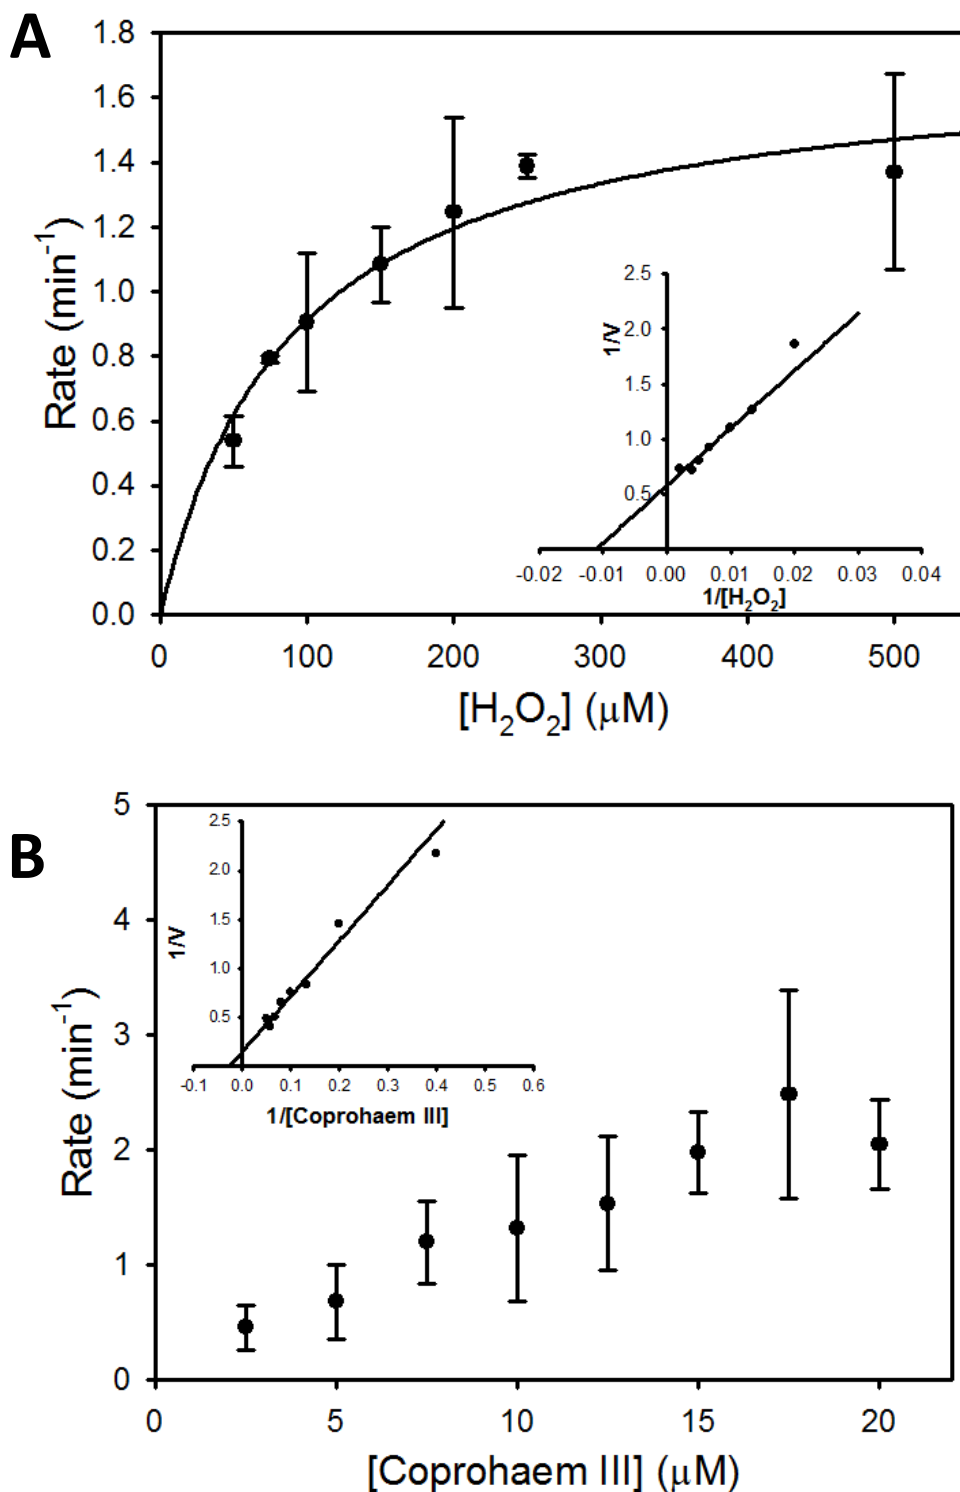 A
1.8
1.6
1.4
1.2
1.0
0.8
0.6
0.4
0.2
0.0
Rate (min⁻¹)
0 100 200 300 400 500
[H₂O₂] (μM)
2.5
2.0
1.5
1.0
0.5
1/V
-0.02 -0.01 0.00 0.01 0.02 0.03 0.04
1/[H₂O₂]
B
5
4
3
2
1
0
Rate (min⁻¹)
2.5
2.0
1.5
1.0
0.5
1/V
-0.1 0.0 0.1 0.2 0.3 0.4 0.5 0.6
1/[Coprohaem III]
0 5 10 15 20
[Coprohaem III] (μM)